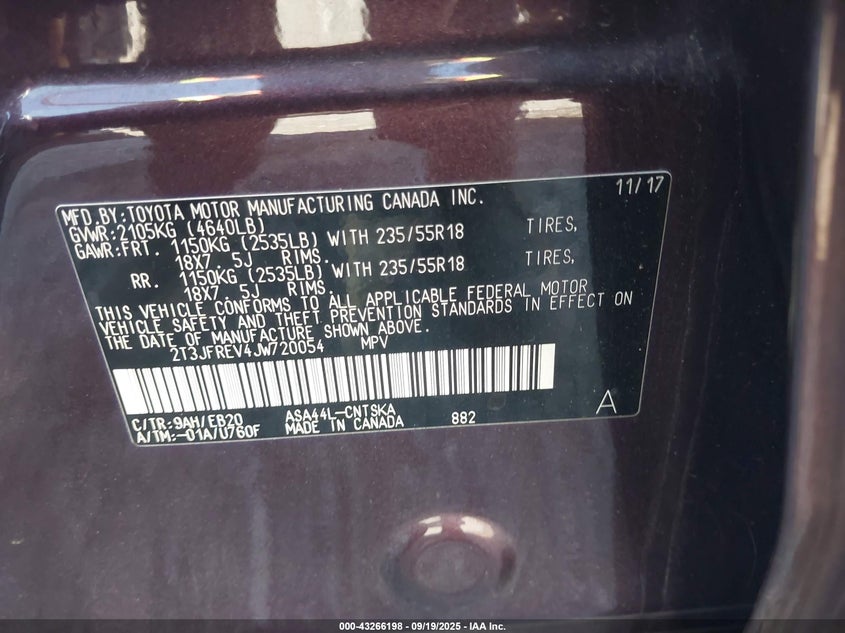 11/17
MFD.BY:TOYOTA MOTOR MANUFACTURING CANADA INC.
GVWR:2105KG (4640LB)
GAWR:FRT. 1150KG (2535LB) WITH 235/55R18 TIRES,
18X7 5J RIMS.
RR. 1150KG (2535LB) WITH 235/55R18 TIRES,
18X7 5J RIMS.
THIS VEHICLE CONFORMS TO ALL APPLICABLE FEDERAL MOTOR
VEHICLE SAFETY AND THEFT PREVENTION STANDARDS IN EFFECT ON
THE DATE OF MANUFACTURE SHOWN ABOVE.
2T3JFREV4JW720054 MPV
C/TR:9AH/EB20 ASA44L-CNTSKA
A/TM:-01A/U760F MADE IN CANADA 882 A
000-43266198 - 09/19/2025 - IAA Inc.